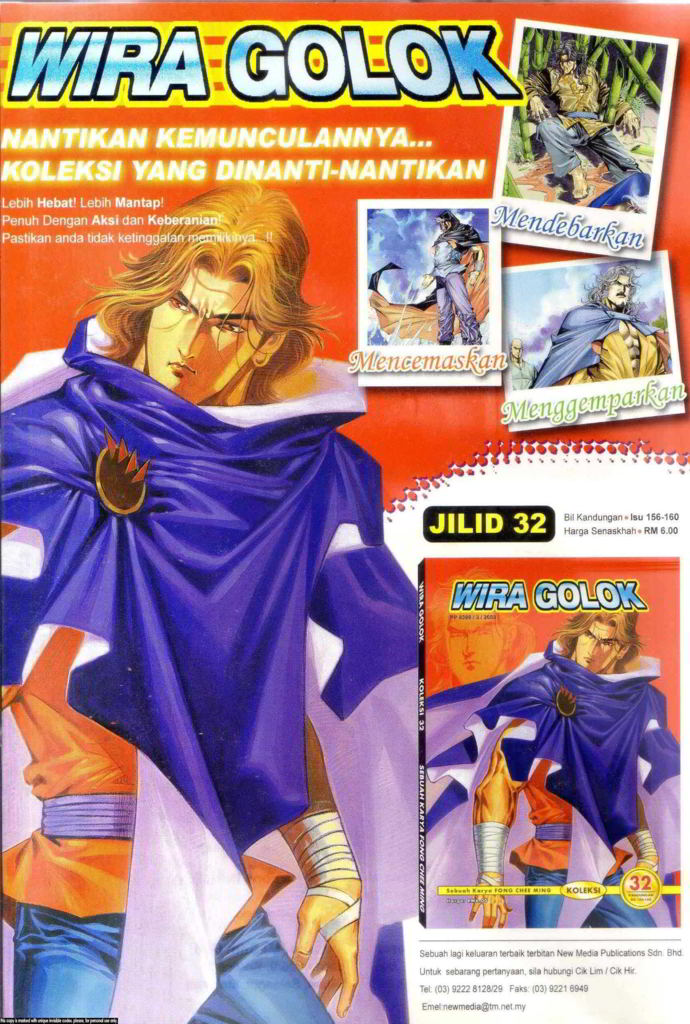 WIRA GOLOK
NANTIKAN KEMUNCULANNYA...
KOLEKSI YANG DINANTI-NANTIKAN
Lebih Hebat! Lebih Mantap!
Penuh Dengan Aksi dan Keberanian!
Pastikan anda tidak ketinggalan memilikinya...!!
Mendebarkan
Mencemaskan
Menggemparkan
JILID 32
Bil Kandungan • Isu 156-160
Harga Senaskhah • RM 6.00
WIRA GOLOK
WIRA GOLOK
KOLEKSI 32
SEBUAH KARYA FONG CHEE MING
Sebuah Karya FONG CHEE MING
KOLEKSI
32
Sebuah lagi keluaran terbaik terbitan New Media Publications Sdn. Bhd.
Untuk sebarang pertanyaan, sila hubungi Cik Lim / Cik Hir.
Tel: (03) 9222 8128/29 Faks: (03) 9221 6949
Emel:newmedia@tm.net.my